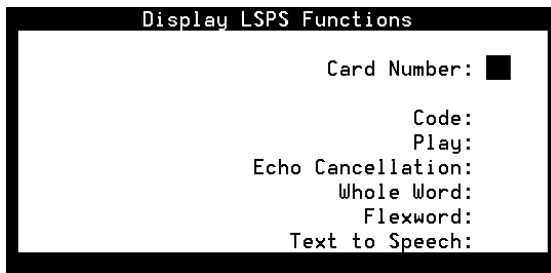 Display LSPS Functions
Card Number:
Code:
Play:
Echo Cancellation:
Whole Word:
Flexword:
Text to Speech: